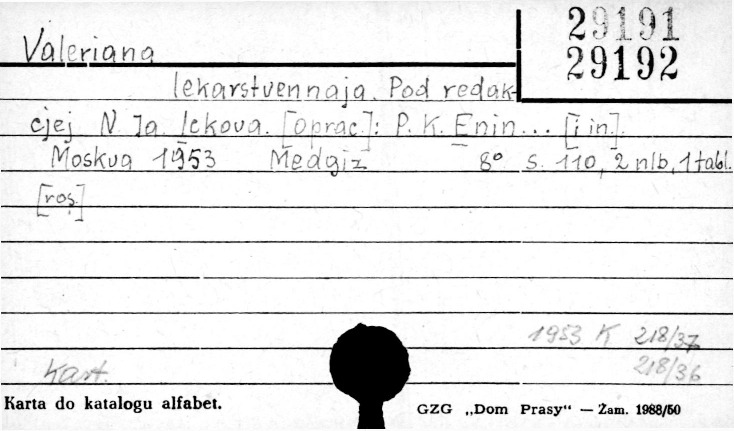 29191
29192
Valeriana
lekarstvennaja. Pod redak-
cjej N. Ja. Ickova. [oprac.]: P. K. Enin... [i in].
Moskva 1953 Medgiz 8° s. 110, 2 nlb, 1 tabl.
[ros.]
1953 K 218/37
218/36
Kart.
Karta do katalogu alfabet.
GZG „Dom Prasy“ — Żam. 1988/50